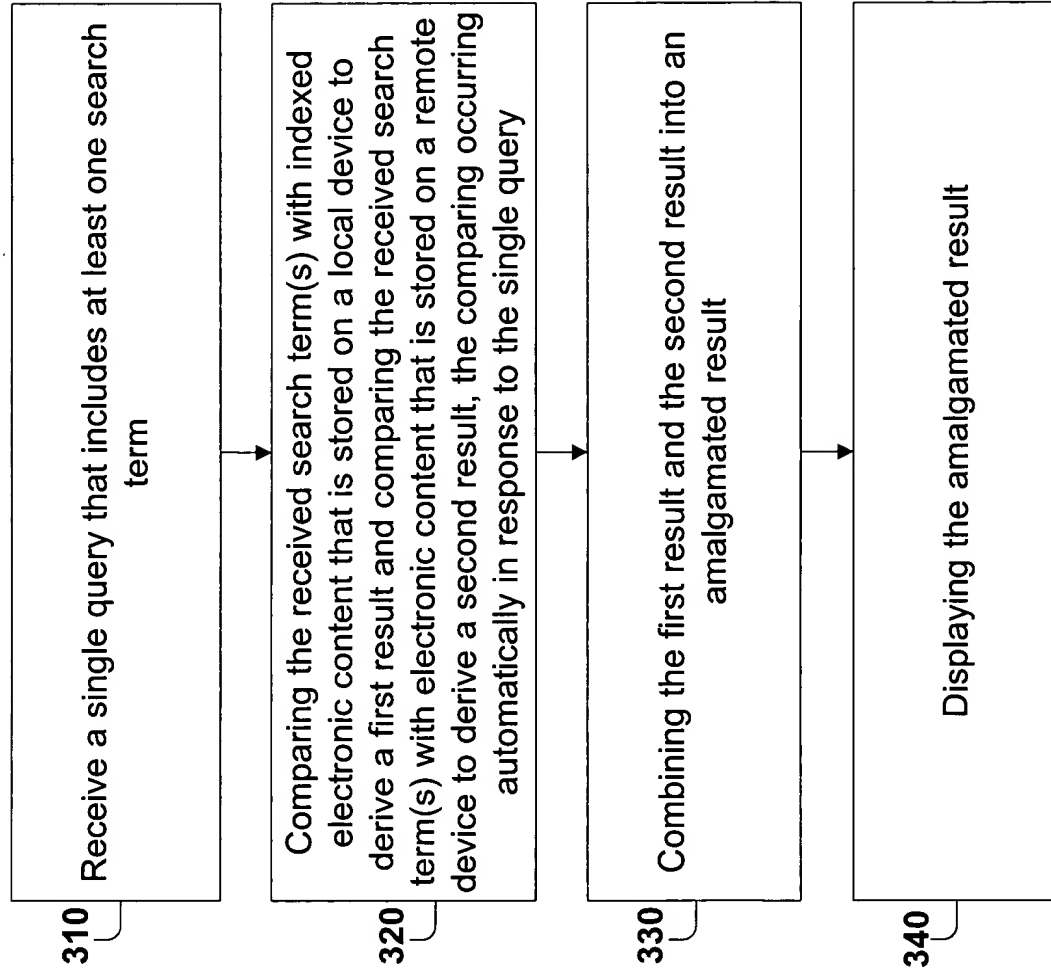 310
Receive a single query that includes at least one search
term
320
Comparing the received search term(s) with indexed
electronic content that is stored on a local device to
derive a first result and comparing the received search
term(s) with electronic content that is stored on a remote
device to derive a second result, the comparing occurring
automatically in response to the single query
330
Combining the first result and the second result into an
amalgamated result
340
Displaying the amalgamated result